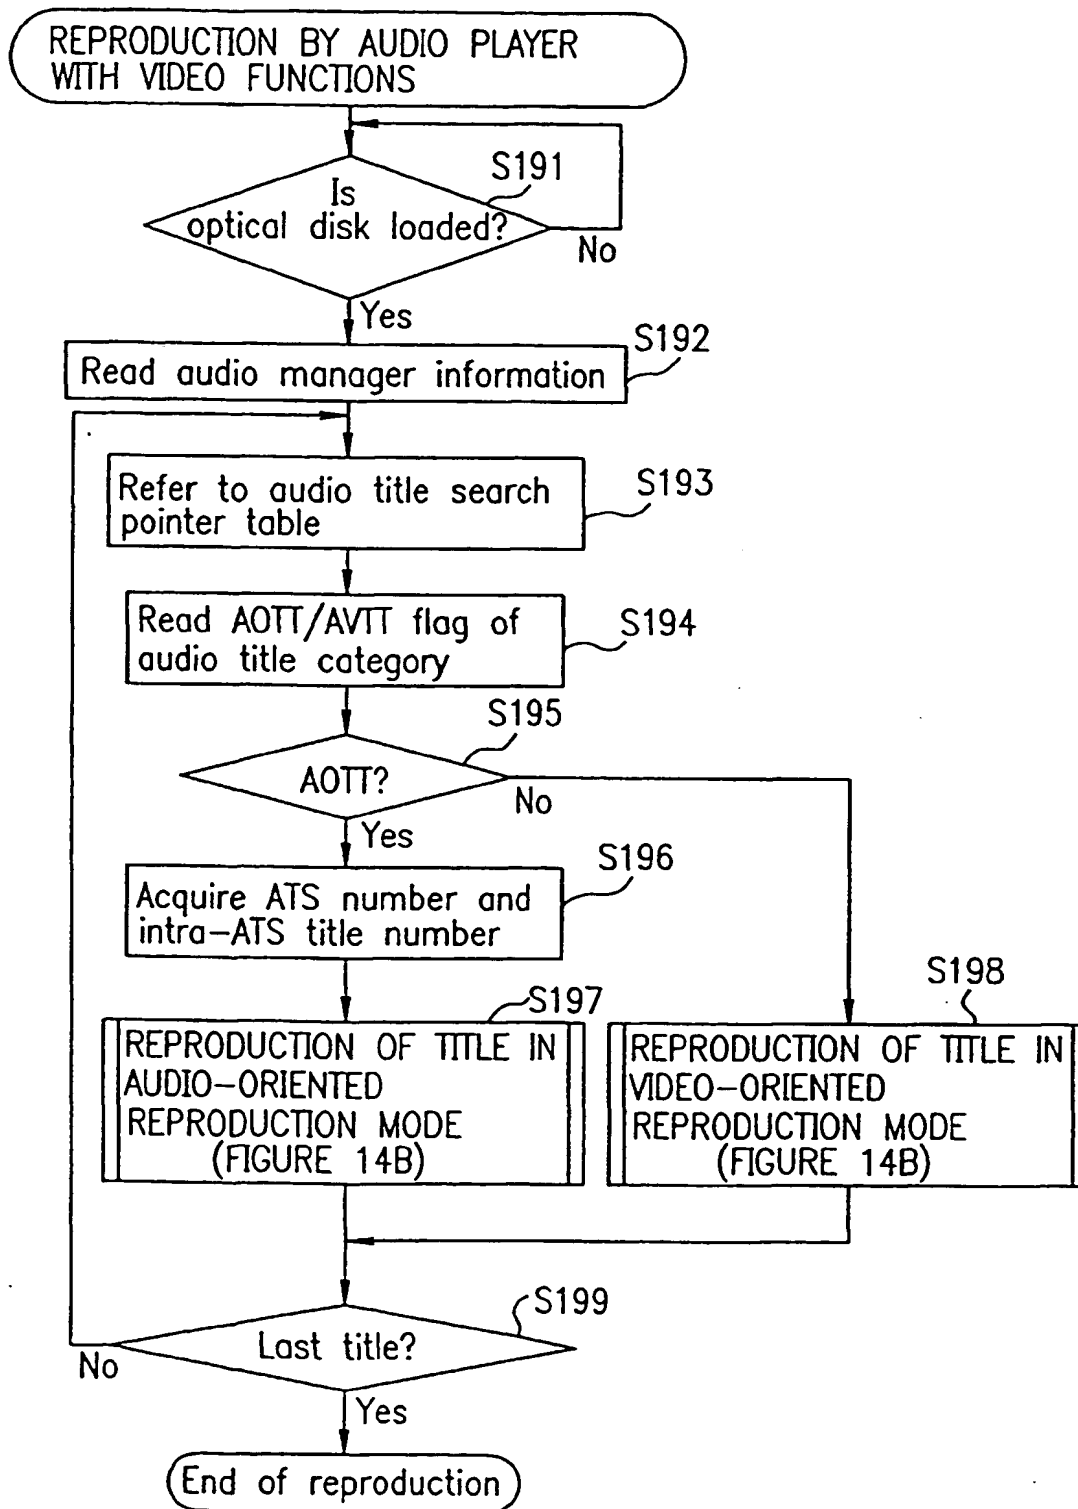 REPRODUCTION BY AUDIO PLAYER
WITH VIDEO FUNCTIONS
S191
Is
optical disk loaded?
No
Yes
S192
Read audio manager information
S193
Refer to audio title search
pointer table
S194
Read AOTT/AVTT flag of
audio title category
S195
AOTT?
No
Yes
S196
Acquire ATS number and
intra-ATS title number
S197
REPRODUCTION OF TITLE IN
AUDIO-ORIENTED
REPRODUCTION MODE
(FIGURE 14B)
S198
REPRODUCTION OF TITLE IN
VIDEO-ORIENTED
REPRODUCTION MODE
(FIGURE 14B)
S199
Last title?
No
Yes
End of reproduction